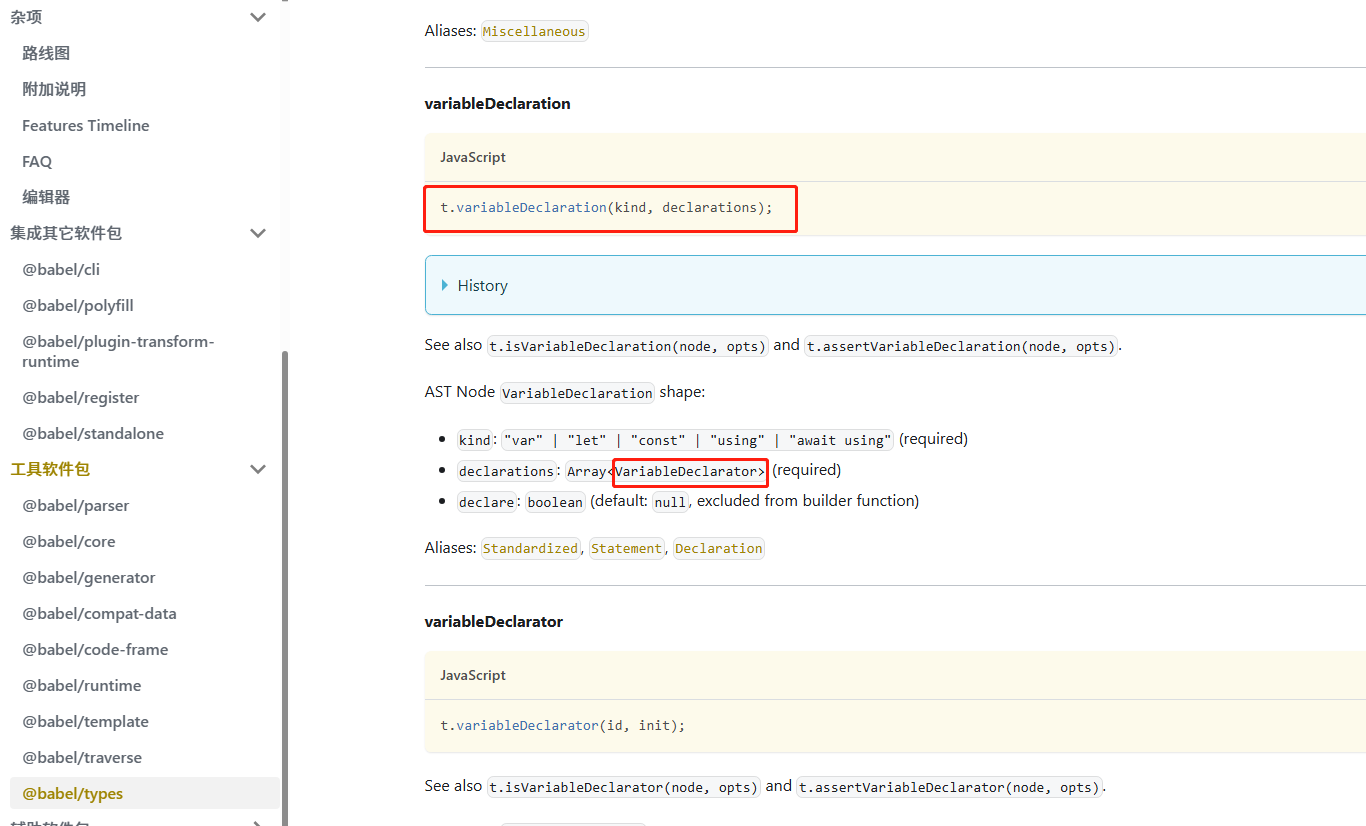 杂项
路线图
附加说明
Features Timeline
FAQ
编辑器
集成其它软件包
@babel/cli
@babel/polyfill
@babel/plugin-transform-
runtime
@babel/register
@babel/standalone
工具软件包
@babel/parser
@babel/core
@babel/generator
@babel/compat-data
@babel/code-frame
@babel/runtime
@babel/template
@babel/traverse
@babel/types
辅助软件包
Aliases: Miscellaneous
variableDeclaration
JavaScript
t.variableDeclaration(kind, declarations);
History
See also t.isVariableDeclaration(node, opts) and t.assertVariableDeclaration(node, opts).
AST Node VariableDeclaration shape:
kind: "var" | "let" | "const" | "using" | "await using" (required)
declarations: Array<VariableDeclarator> (required)
declare: boolean (default: null, excluded from builder function)
Aliases: Standardized, Statement, Declaration
variableDeclarator
JavaScript
t.variableDeclarator(id, init);
See also t.isVariableDeclarator(node, opts) and t.assertVariableDeclarator(node, opts).